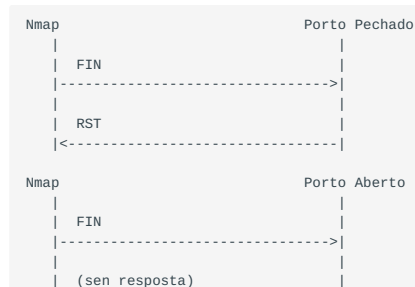 Nmap Porto Pechado
| |
| FIN |
|-------------------------------->|
| |
| RST |
|<--------------------------------|
Nmap Porto Aberto
| |
| FIN |
|-------------------------------->|
| |
| (sen resposta)